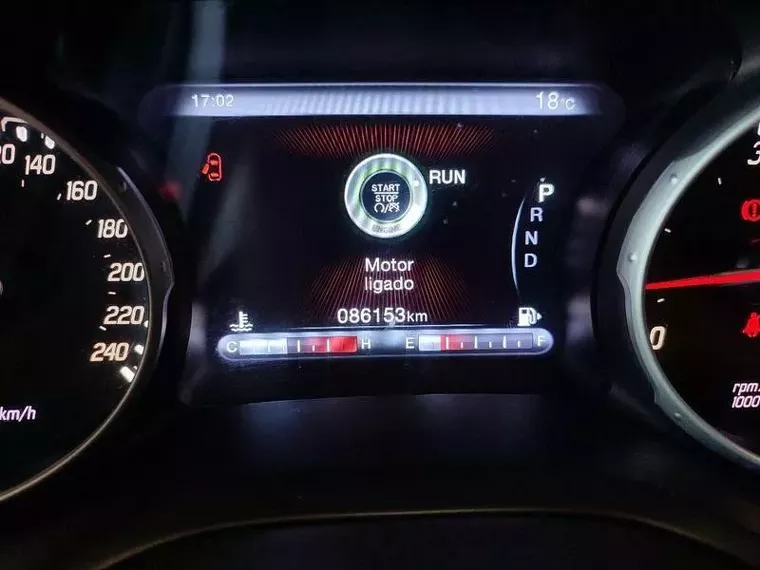 17:02
18°C
RUN
START
STOP
ENGINE
P
R
N
D
Motor
ligado
086153km
C H E F
140
160
180
200
220
240
km/h
0
rpm
1000